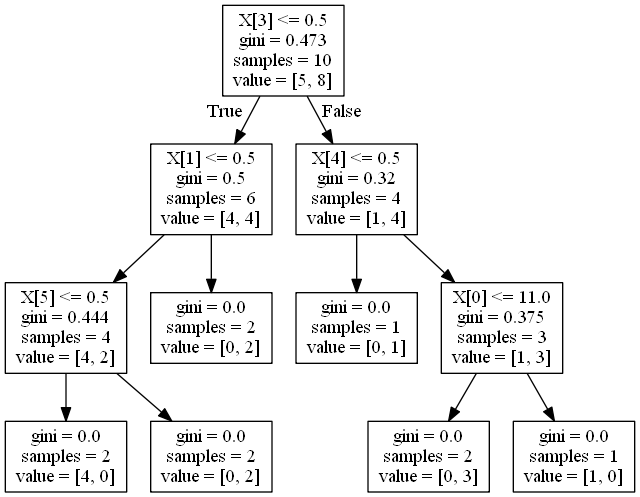 X[3] <= 0.5
gini = 0.473
samples = 10
value = [5, 8]
True
False
X[1] <= 0.5
gini = 0.5
samples = 6
value = [4, 4]
X[4] <= 0.5
gini = 0.32
samples = 4
value = [1, 4]
X[5] <= 0.5
gini = 0.444
samples = 4
value = [4, 2]
gini = 0.0
samples = 2
value = [0, 2]
gini = 0.0
samples = 1
value = [0, 1]
X[0] <= 11.0
gini = 0.375
samples = 3
value = [1, 3]
gini = 0.0
samples = 2
value = [4, 0]
gini = 0.0
samples = 2
value = [0, 2]
gini = 0.0
samples = 2
value = [0, 3]
gini = 0.0
samples = 1
value = [1, 0]